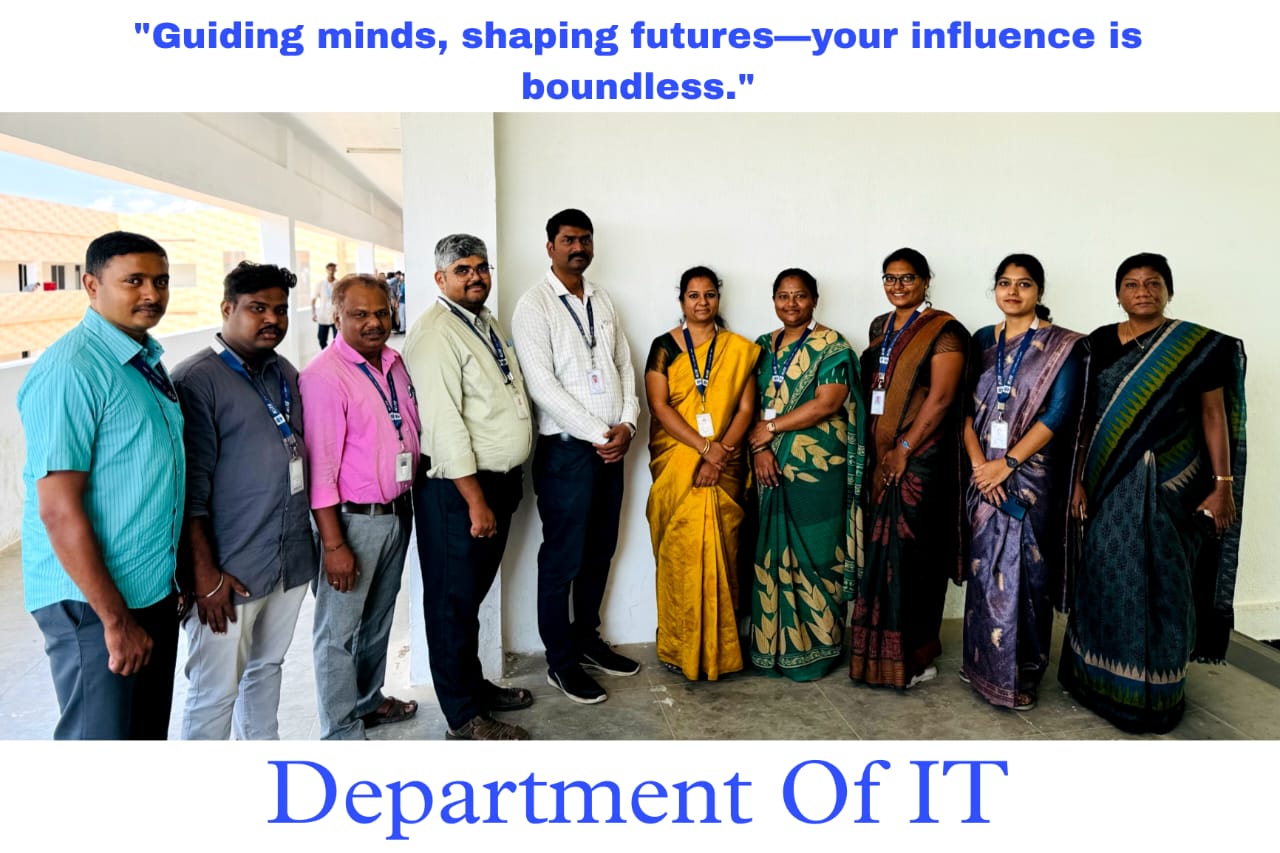 "Guiding minds, shaping futures—your influence is
boundless."
Department Of IT